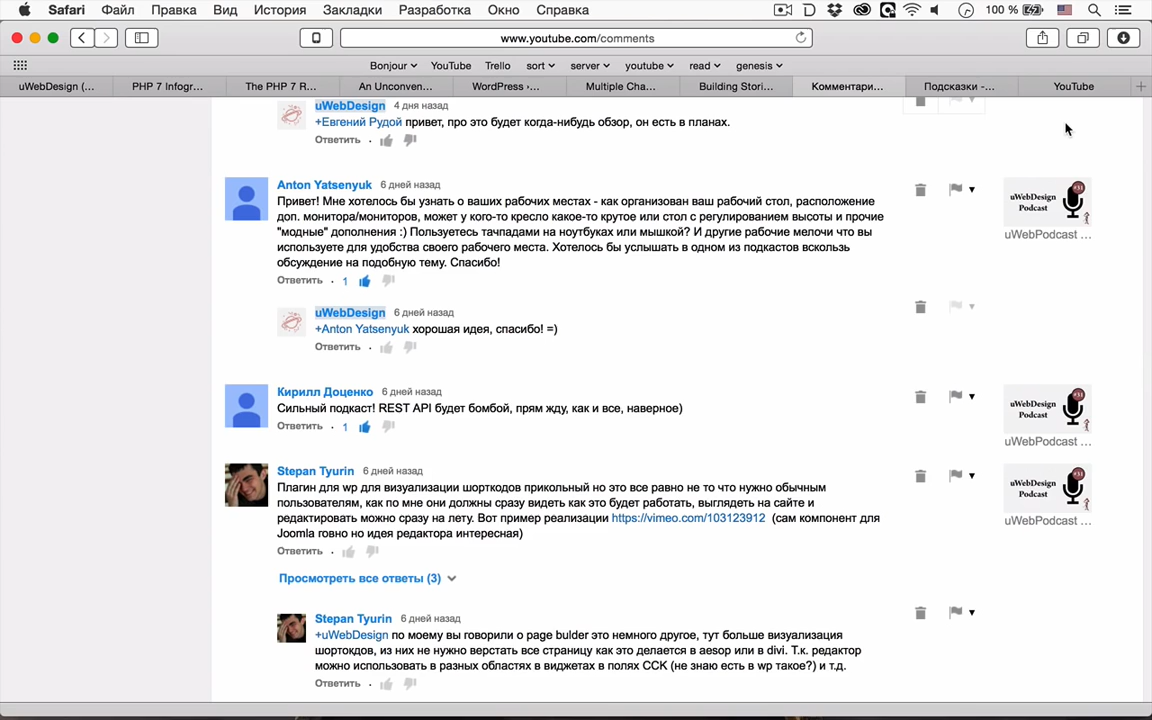 Safari Файл Правка Вид История Закладки Разработка Окно Справка 100 %
www.youtube.com/comments
Bonjour YouTube Trello sort server youtube read genesis
uWebDesign (... PHP 7 Infogr... The PHP 7 R... An Unconven... WordPress ›... Multiple Cha... Building Stori... Комментари... Подсказки -... YouTube
uWebDesign 4 дня назад
+Евгений Рудой привет, про это будет когда-нибудь обзор, он есть в планах.
Ответить
Anton Yatsenyuk 6 дней назад
Привет! Мне хотелось бы узнать о ваших рабочих местах - как организован ваш рабочий стол, расположение
доп. монитора/мониторов, может у кого-то кресло какое-то крутое или стол с регулированием высоты и прочие
"модные" дополнения :) Пользуетесь тачпадами на ноутбуках или мышкой? И другие рабочие мелочи что вы
используете для удобства своего рабочего места. Хотелось бы услышать в одном из подкастов вскользь
обсуждение на подобную тему. Спасибо!
Ответить 1
uWebDesign Podcast #31
uWebPodcast ...
uWebDesign 6 дней назад
+Anton Yatsenyuk хорошая идея, спасибо! =)
Ответить
Кирилл Доценко 6 дней назад
Сильный подкаст! REST API будет бомбой, прям жду, как и все, наверное)
Ответить 1
uWebDesign Podcast #31
uWebPodcast ...
Stepan Tyurin 6 дней назад
Плагин для wp для визуализации шорткодов прикольный но это все равно не то что нужно обычным
пользователям, как по мне они должны сразу видеть как это будет работать, выглядеть на сайте и
редактировать можно сразу на лету. Вот пример реализации https://vimeo.com/103123912 (сам компонент для
Joomla говно но идея редактора интересная)
Ответить
uWebDesign Podcast #31
uWebPodcast ...
Просмотреть все ответы (3)
Stepan Tyurin 6 дней назад
+uWebDesign по моему вы говорили о page bulder это немного другое, тут больше визуализация
шортокдов, из них не нужно верстать все страницу как это делается в aesop или в divi. Т.к. редактор
можно использовать в разных областях в виджетах в полях CCK (не знаю есть в wp такое?) и т.д.
Ответить